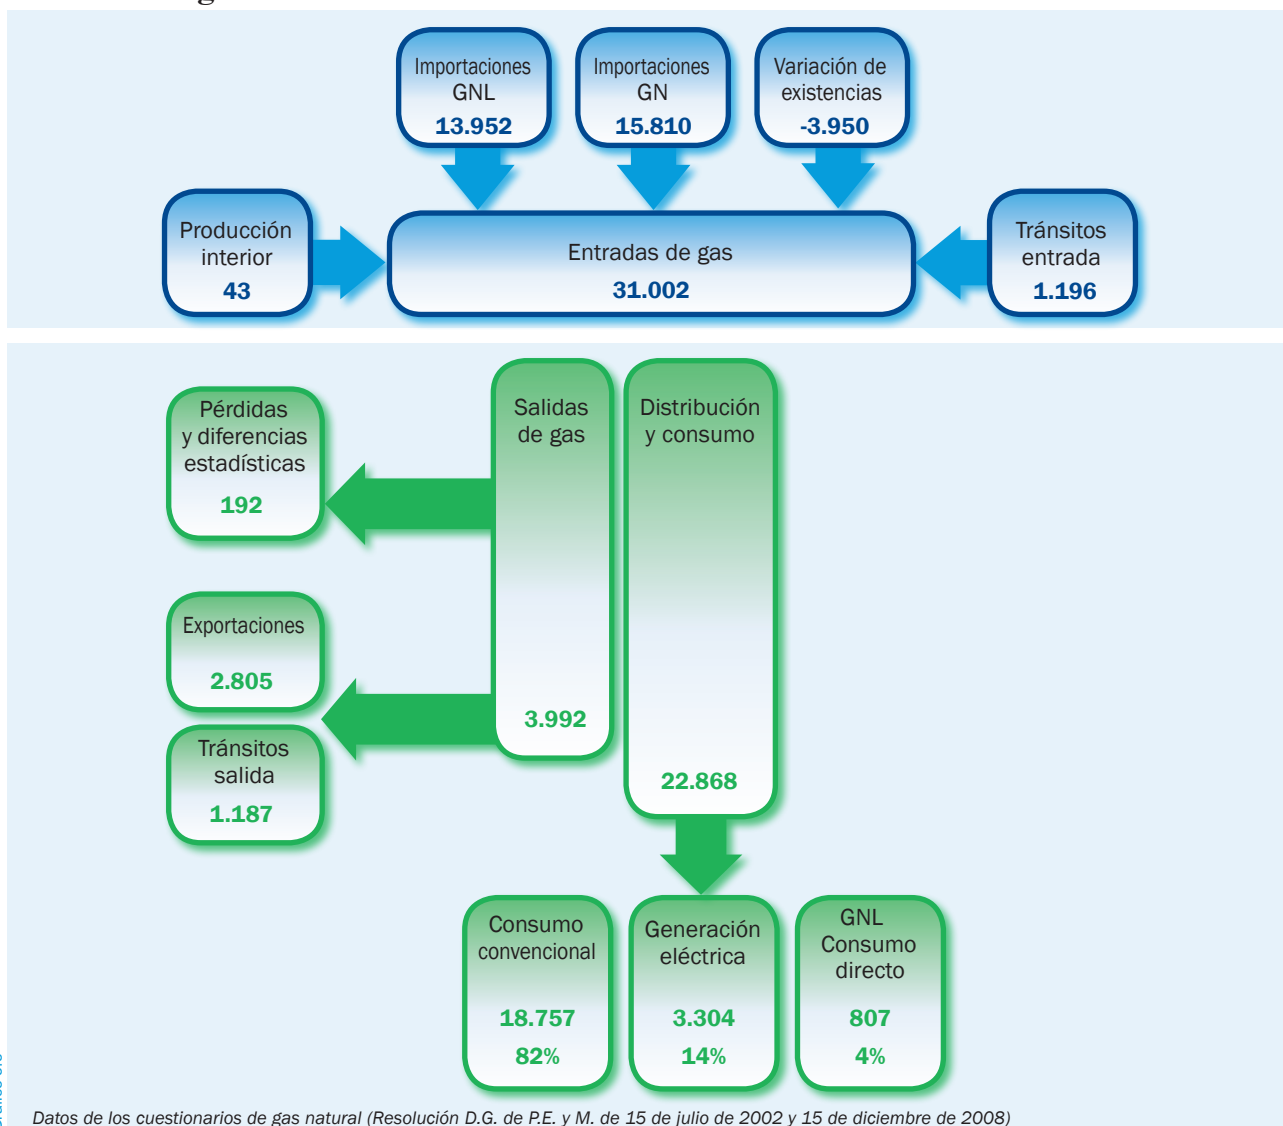 Importaciones
GNL
13.952
Importaciones
GN
15.810
Variación de
existencias
-3.950
Producción
interior
43
Entradas de gas
31.002
Tránsitos
entrada
1.196
Pérdidas
y diferencias
estadísticas
192
Salidas
de gas
3.992
Distribución
y consumo
22.868
Exportaciones
2.805
Tránsitos
salida
1.187
Consumo
convencional
18.757
82%
Generación
eléctrica
3.304
14%
GNL
Consumo
directo
807
4%
Datos de los cuestionarios de gas natural (Resolución D.G. de P.E. y M. de 15 de julio de 2002 y 15 de diciembre de 2008)